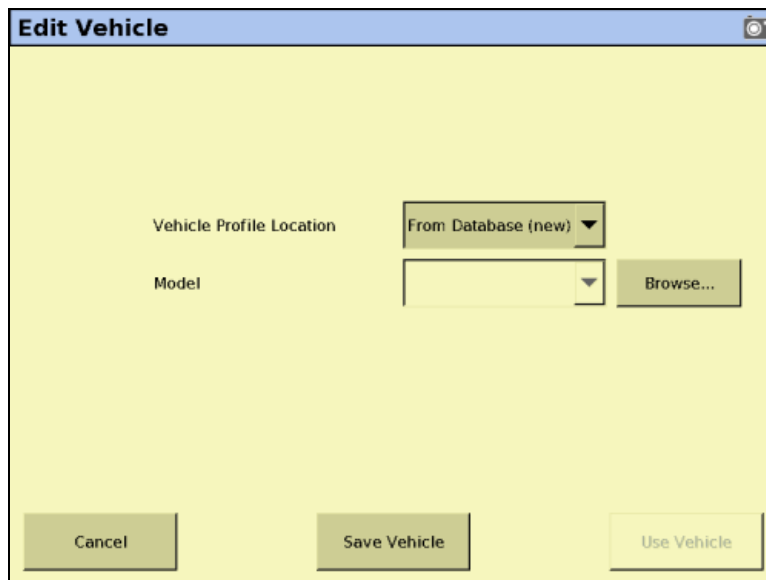 Edit Vehicle
Vehicle Profile Location
From Database (new)
Model
Browse...
Cancel
Save Vehicle
Use Vehicle